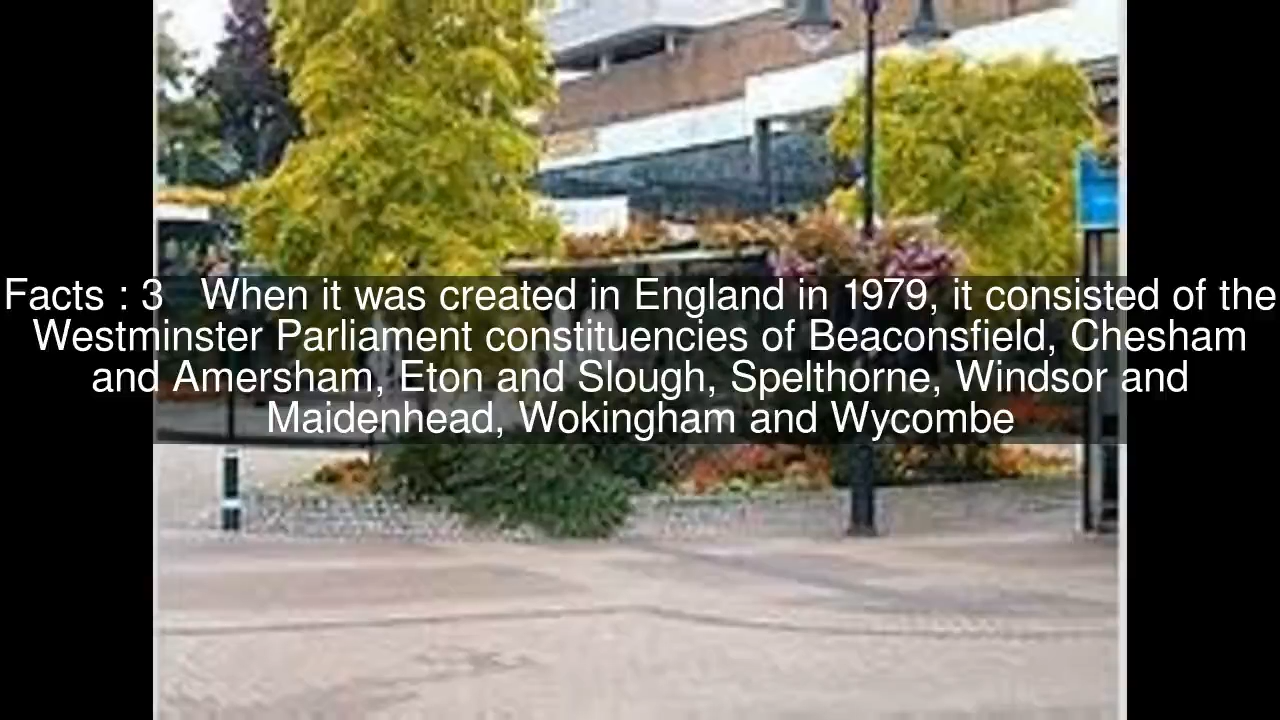 Facts : 3 When it was created in England in 1979, it consisted of the
Westminster Parliament constituencies of Beaconsfield, Chesham
and Amersham, Eton and Slough, Spelthorne, Windsor and
Maidenhead, Wokingham and Wycombe